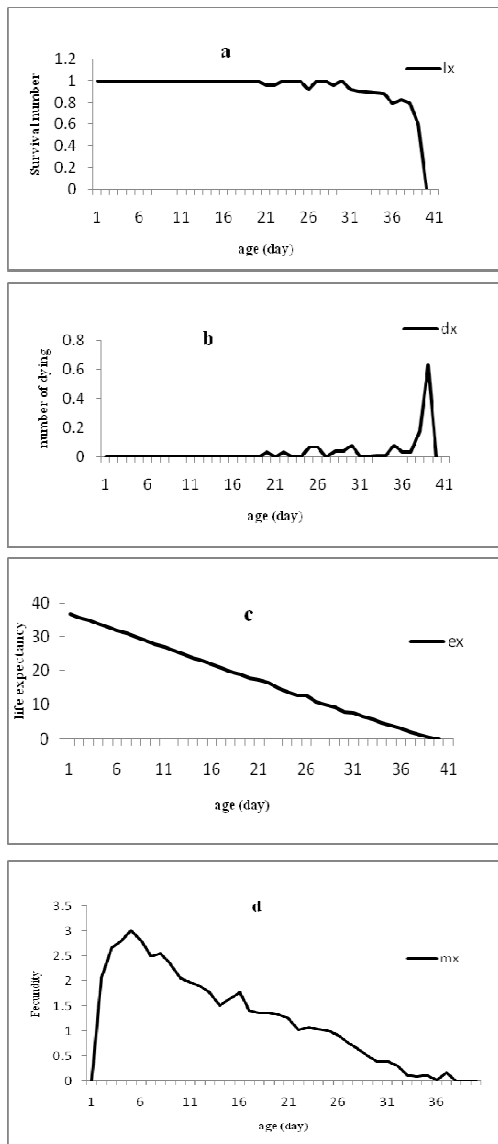 a
lx
1.2
1
0.8
0.6
0.4
0.2
0
Survival number
1 6 11 16 21 26 31 36 41
age (day)
b
dx
0.8
0.6
0.4
0.2
0
number of dying
1 6 11 16 21 26 31 36 41
age (day)
c
ex
40
30
20
10
0
life expectancy
1 6 11 16 21 26 31 36 41
age (day)
d
mx
3.5
3
2.5
2
1.5
1
0.5
0
Fecundity
1 6 11 16 21 26 31 36
age (day)